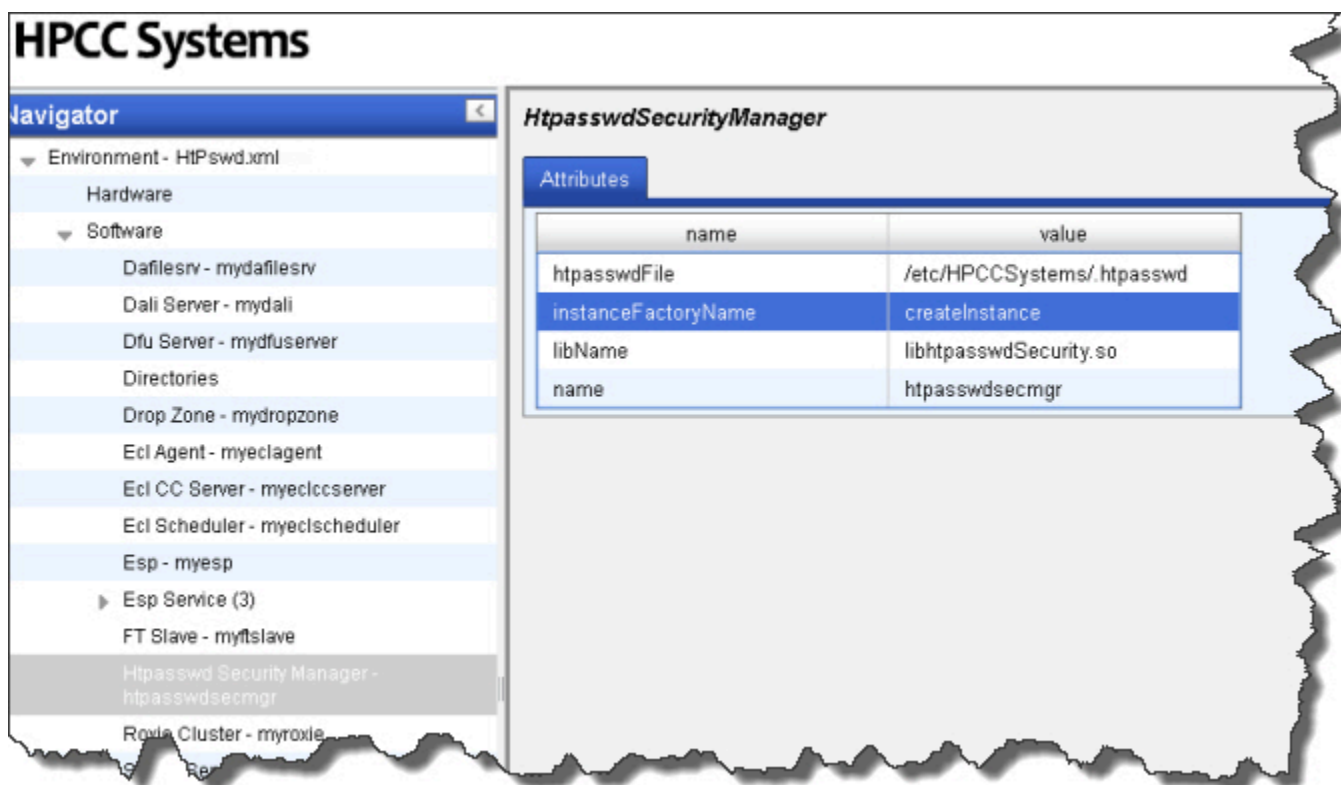 HPCC Systems
Navigator
Environment - HtPswd.xml
Hardware
Software
Dafilesrv - mydafilesrv
Dali Server - mydali
Dfu Server - mydfuserver
Directories
Drop Zone - mydropzone
Ecl Agent - myeclagent
Ecl CC Server - myeclccserver
Ecl Scheduler - myeclscheduler
Esp - myesp
Esp Service (3)
FT Slave - myftslave
Htpasswd Security Manager -
htpasswdsecmgr
Roxie Cluster - myroxie
HtpasswdSecurityManager
Attributes
name value
htpasswdFile /etc/HPCCSystems/.htpasswd
instanceFactoryName createInstance
libName libhtpasswdSecurity.so
name htpasswdsecmgr